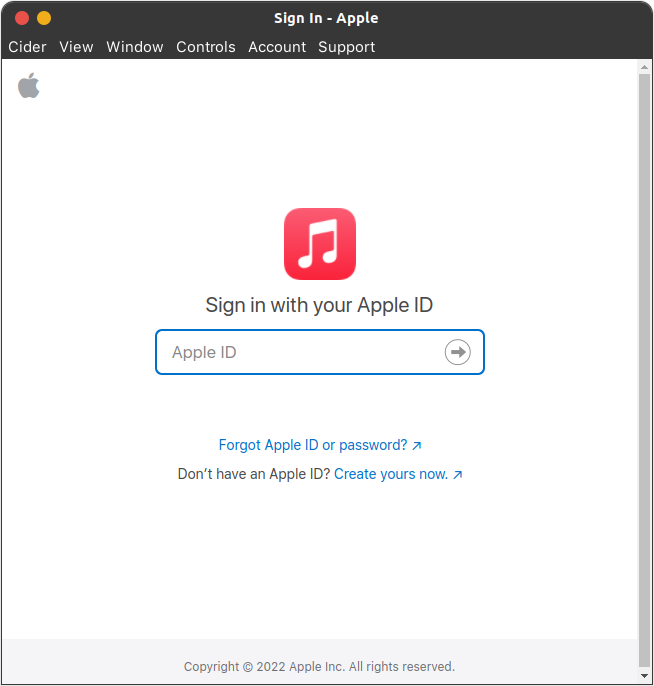 Sign In - Apple
Cider View Window Controls Account Support
Sign in with your Apple ID
Apple ID
Forgot Apple ID or password? ↗
Don’t have an Apple ID? Create yours now. ↗
Copyright © 2022 Apple Inc. All rights reserved.